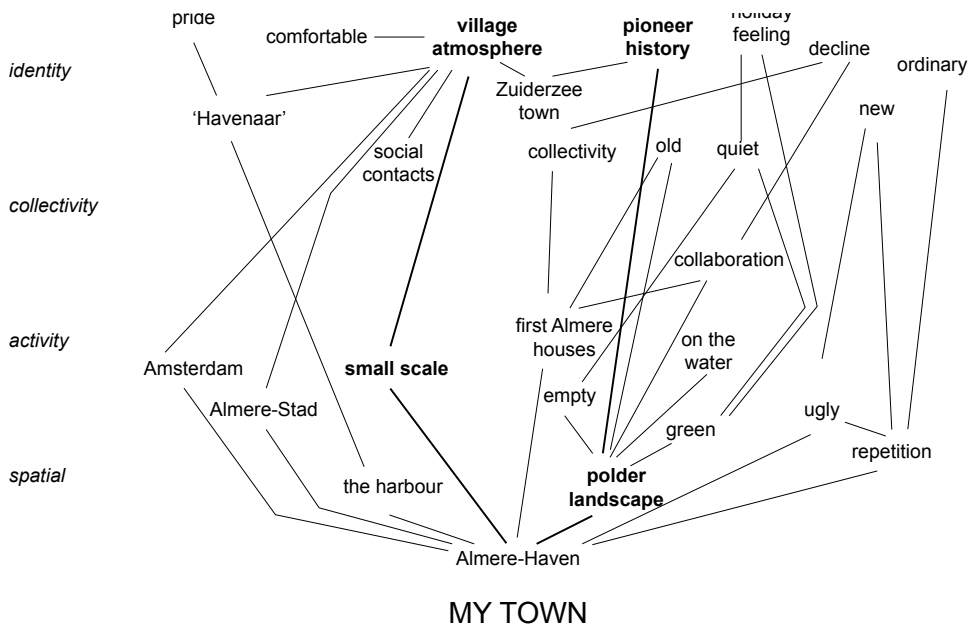 pride
comfortable
village
atmosphere
pioneer
history
holiday
feeling
decline
identity
ordinary
Zuiderzee
town
new
'Havenaar'
social
contacts
collectivity
old
quiet
collectivity
collaboration
first Almere
houses
on the
water
activity
Amsterdam
small scale
empty
Almere-Stad
ugly
green
repetition
spatial
the harbour
polder
landscape
Almere-Haven
MY TOWN